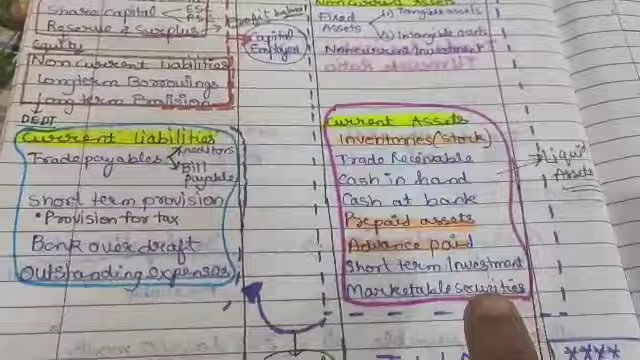 Share Capital
Reserve & Surplus
Equity
Non current Liabilities
Longterm Borrowings
Long term Provision
DEBT
Current Liabilities
Trade payables
Creditors
Bill
Payable
Short term provision
• Provision for tax
Bank over draft
Outstanding expenses
Capital
Employed
Fixed
Assets
(i) Tangible assets
(ii) Intangible assets
Noncurrent Investment
Current Assets
Inventories (stock)
Trade Receivable
Cash in hand
Cash at bank
Prepaid assets
Advance paid
Short term Investment
Marketable securities
Liquid
Assets
****